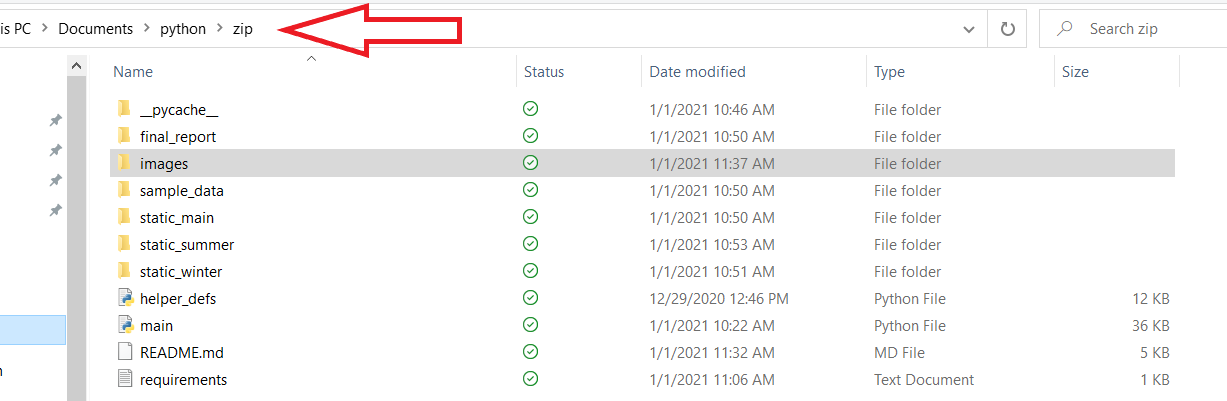 is PC > Documents > python > zip Search zip
Name Status Date modified Type Size
__pycache__ 1/1/2021 10:46 AM File folder
final_report 1/1/2021 10:50 AM File folder
images 1/1/2021 11:37 AM File folder
sample_data 1/1/2021 10:50 AM File folder
static_main 1/1/2021 10:50 AM File folder
static_summer 1/1/2021 10:53 AM File folder
static_winter 1/1/2021 10:51 AM File folder
helper_defs 12/29/2020 12:46 PM Python File 12 KB
main 1/1/2021 10:22 AM Python File 36 KB
README.md 1/1/2021 11:32 AM MD File 5 KB
requirements 1/1/2021 11:06 AM Text Document 1 KB